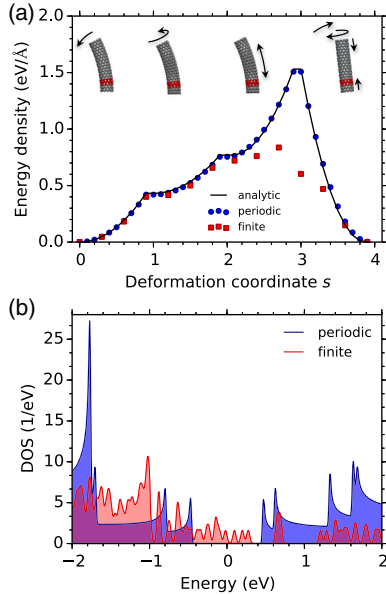 (a)
Energy density (eV/Å)
2.0
1.5
1.0
0.5
0.0
analytic
periodic
finite
0 1 2 3 4
Deformation coordinate s
(b)
DOS (1/eV)
25
20
15
10
5
0
periodic
finite
−2 −1 0 1 2
Energy (eV)